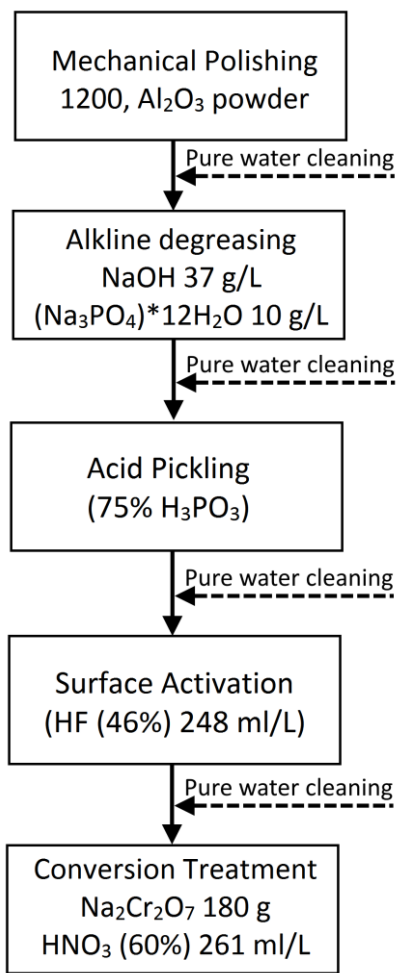 Mechanical Polishing
1200, Al₂O₃ powder
Pure water cleaning
Alkline degreasing
NaOH 37 g/L
(Na₃PO₄)*12H₂O 10 g/L
Pure water cleaning
Acid Pickling
(75% H₃PO₃)
Pure water cleaning
Surface Activation
(HF (46%) 248 ml/L)
Pure water cleaning
Conversion Treatment
Na₂Cr₂O₇ 180 g
HNO₃ (60%) 261 ml/L